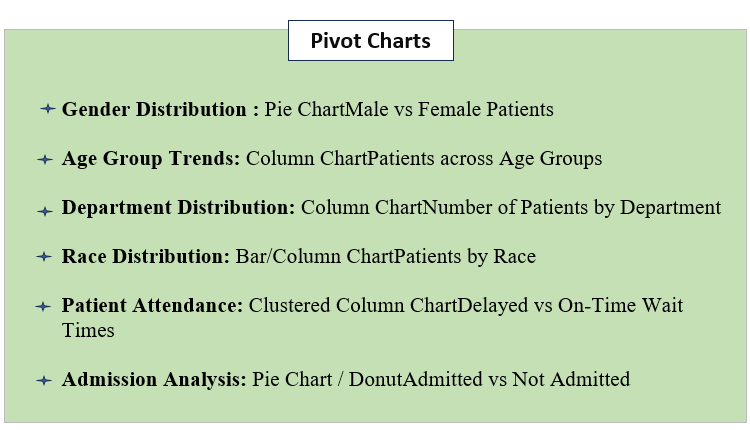 Pivot Charts
Gender Distribution : Pie ChartMale vs Female Patients
Age Group Trends: Column ChartPatients across Age Groups
Department Distribution: Column ChartNumber of Patients by Department
Race Distribution: Bar/Column ChartPatients by Race
Patient Attendance: Clustered Column ChartDelayed vs On-Time Wait
Times
Admission Analysis: Pie Chart / DonutAdmitted vs Not Admitted